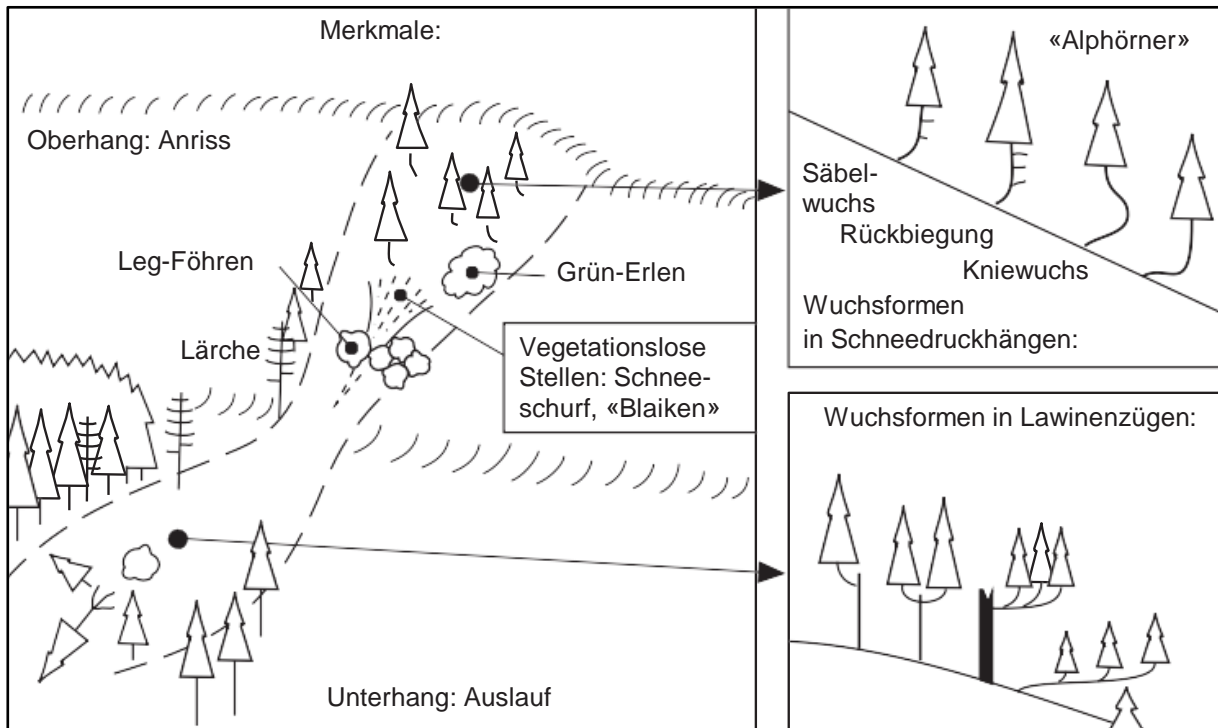 Merkmale:
Oberhang: Anriss
Leg-Föhren
Grün-Erlen
Lärche
Vegetationslose
Stellen: Schnee-
schurf, «Blaiken»
Unterhang: Auslauf
«Alphörner»
Säbel-
wuchs
Rückbiegung
Kniewuchs
Wuchsformen
in Schneedruckhängen:
Wuchsformen in Lawinenzügen: